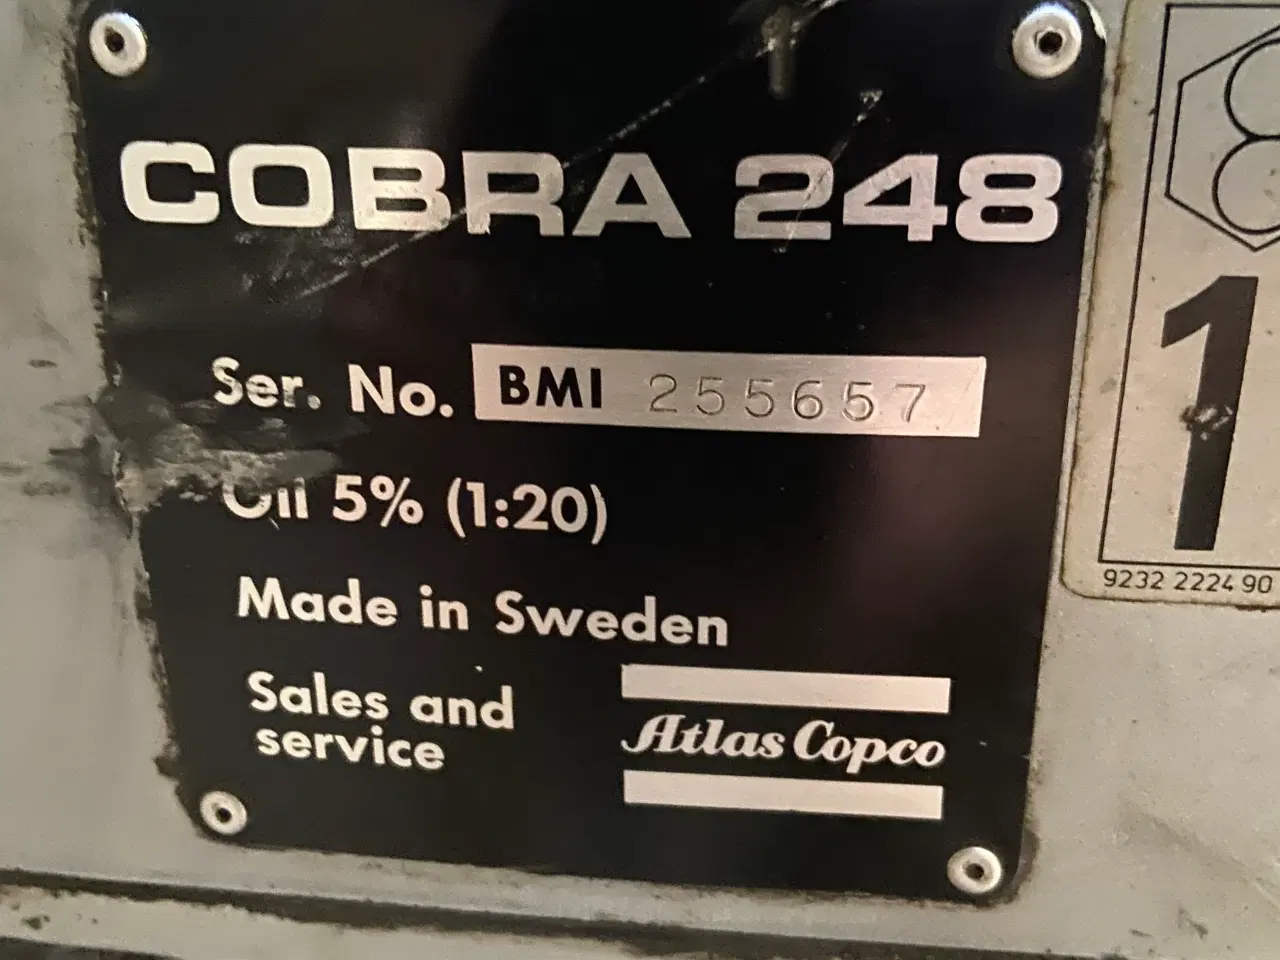 COBRA 248
Ser. No. BMI 255657
Oil 5% (1:20)
Made in Sweden
Sales and
service
Atlas Copco
1
9232 2224 90